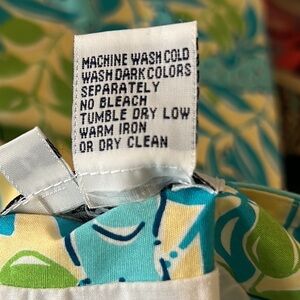 MACHINE WASH COLD
WASH DARK COLORS
SEPARATELY
NO BLEACH
TUMBLE DRY LOW
WARM IRON
OR DRY CLEAN